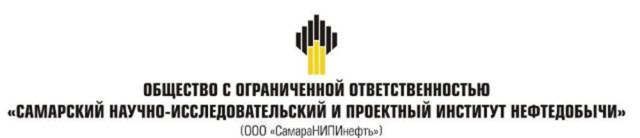 ОБЩЕСТВО С ОГРАНИЧЕННОЙ ОТВЕТСТВЕННОСТЬЮ
«САМАРСКИЙ НАУЧНО-ИССЛЕДОВАТЕЛЬСКИЙ И ПРОЕКТНЫЙ ИНСТИТУТ НЕФТЕДОБЫЧИ»
(ООО «СамараНИПИнефть»)